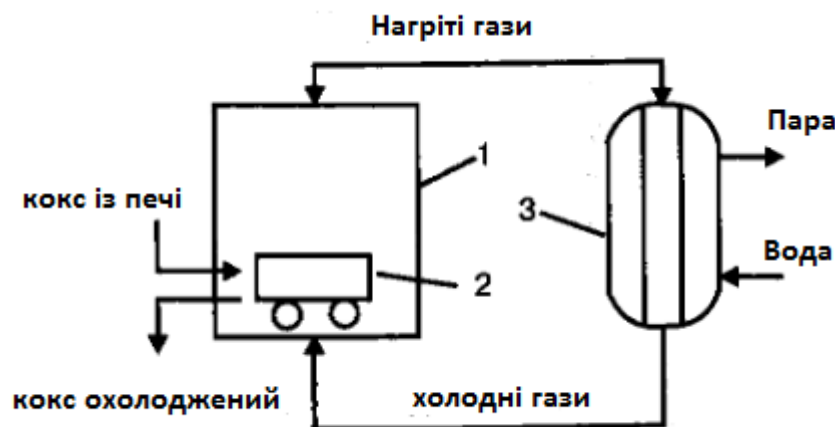 Нагріті гази
1
Пара
кокс із печі
3
Вода
2
кокс охолоджений
холодні гази